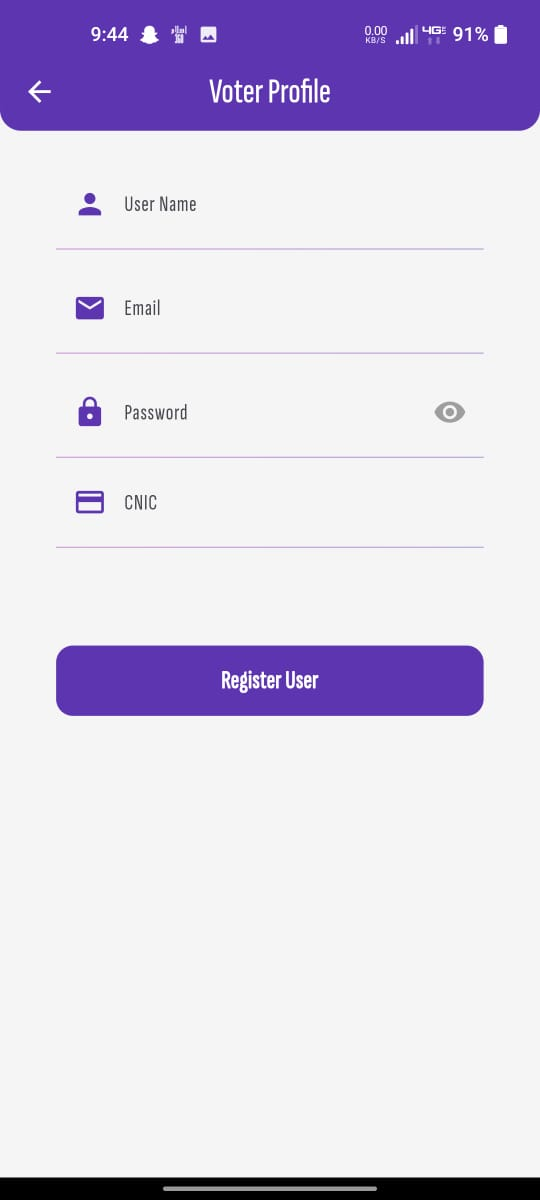 9:44
0.00
KB/S
4G
91%
Voter Profile
User Name
Email
Password
CNIC
Register User